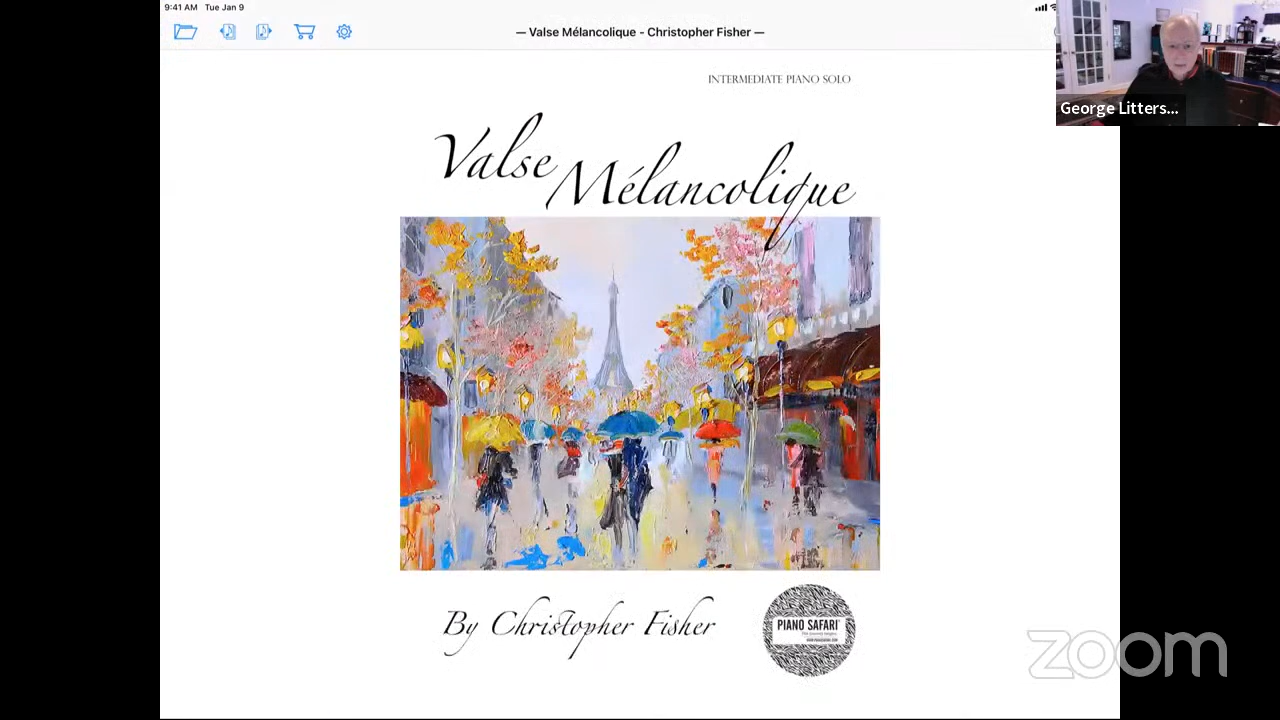 9:41 AM Tue Jan 9
— Valse Mélancolique - Christopher Fisher —
George Litters...
INTERMEDIATE PIANO SOLO
Valse
Mélancolique
By Christopher Fisher
PIANO SAFARI
zoom